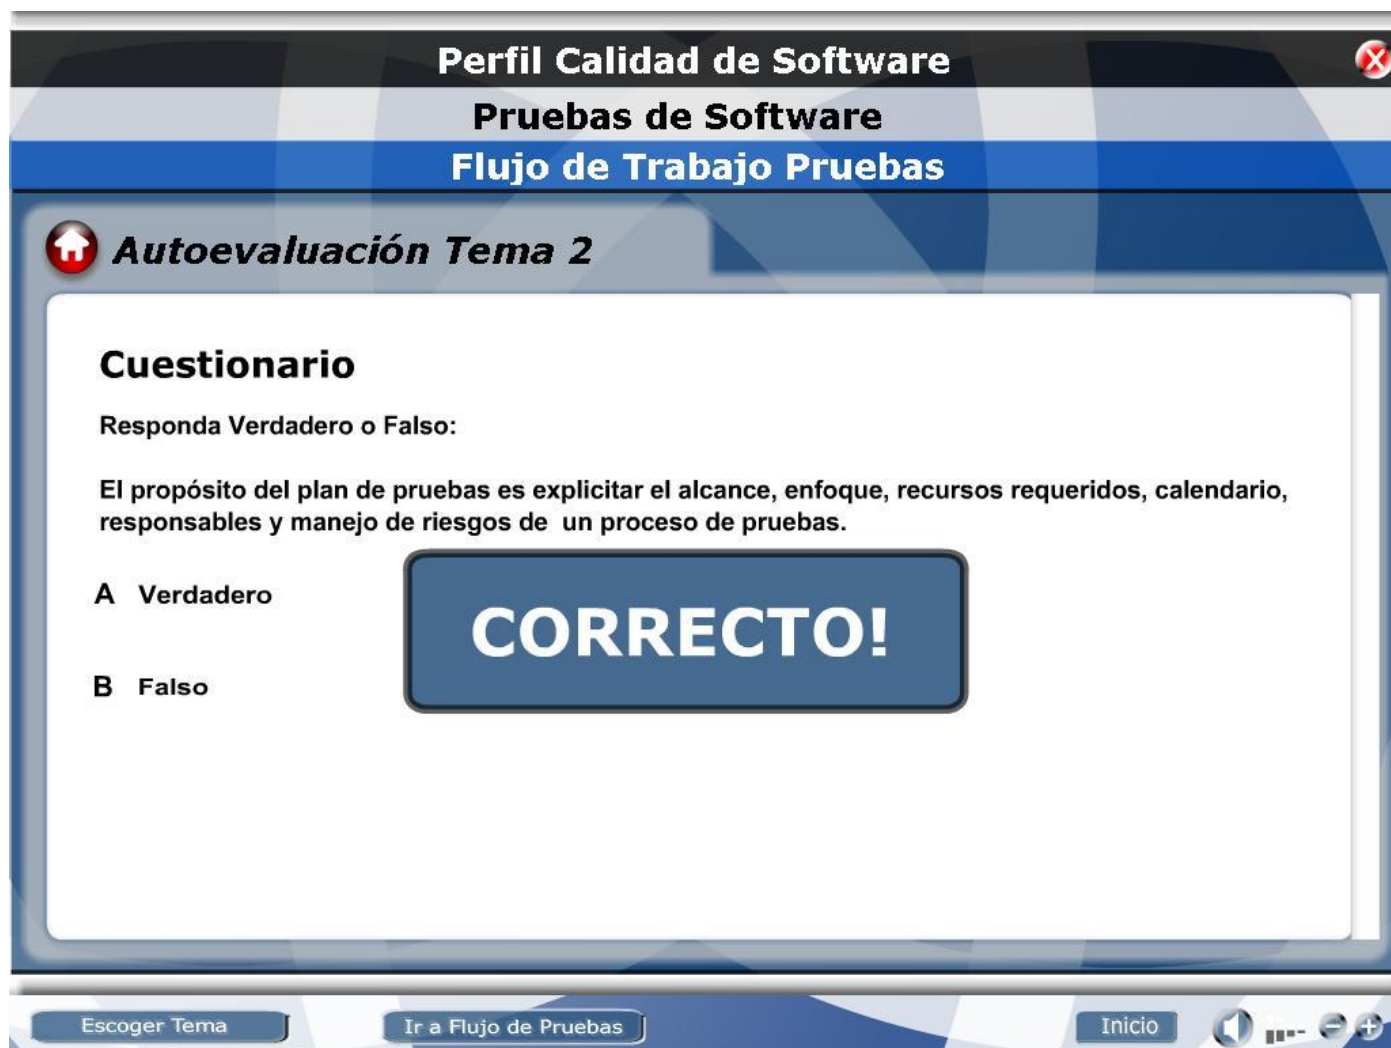 Perfil Calidad de Software
Pruebas de Software
Flujo de Trabajo Pruebas
Autoevaluación Tema 2
Cuestionario
Responda Verdadero o Falso:
El propósito del plan de pruebas es explicitar el alcance, enfoque, recursos requeridos, calendario,
responsables y manejo de riesgos de un proceso de pruebas.
A Verdadero
CORRECTO!
B Falso
Escoger Tema
Ir a Flujo de Pruebas
Inicio